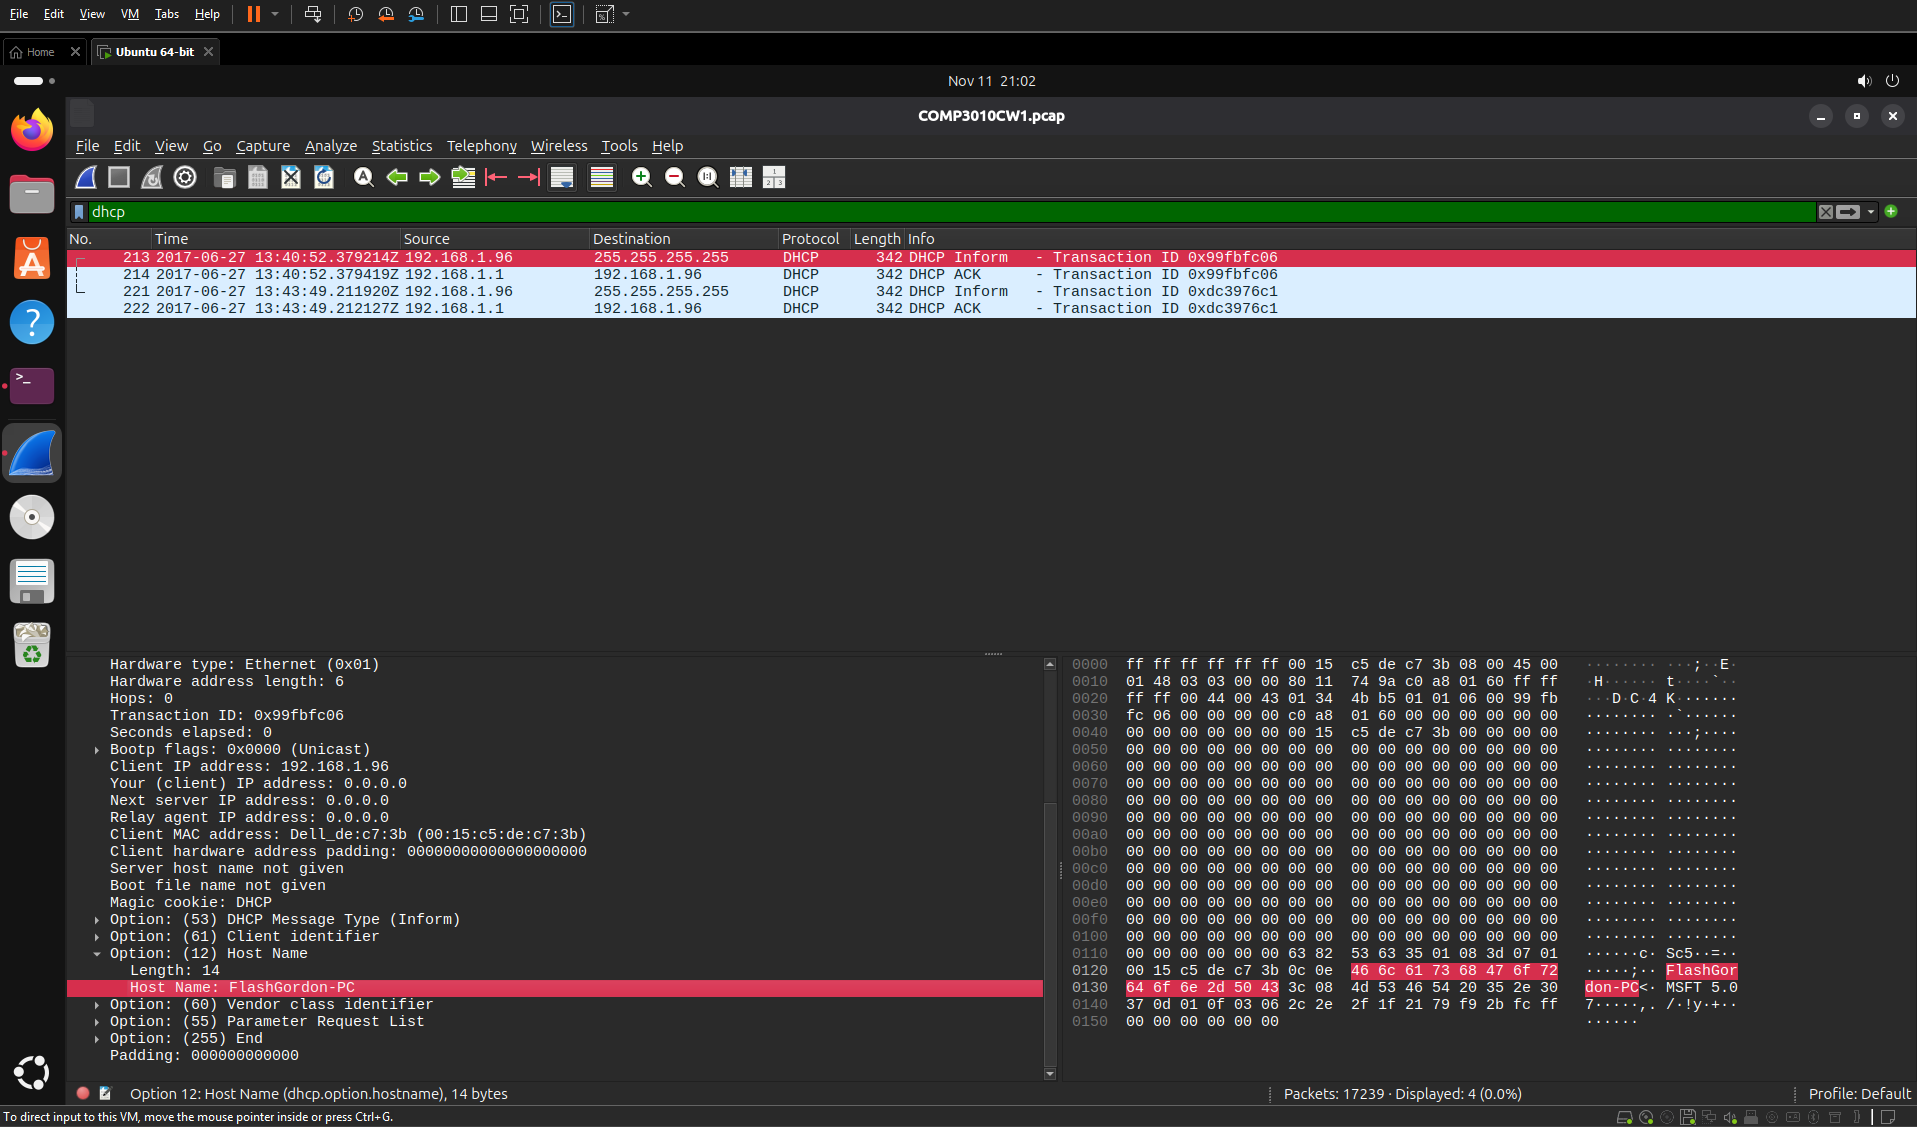 File Edit View VM Tabs Help
Home Ubuntu 64-bit
Nov 11 21:02
COMP3010CW1.pcap
File Edit View Go Capture Analyze Statistics Telephony Wireless Tools Help
dhcp
No. Time Source Destination Protocol Length Info
213 2017-06-27 13:40:52.379214Z 192.168.1.96 255.255.255.255 DHCP 342 DHCP Inform - Transaction ID 0x99fbfc06
214 2017-06-27 13:40:52.379419Z 192.168.1.1 192.168.1.96 DHCP 342 DHCP ACK - Transaction ID 0x99fbfc06
221 2017-06-27 13:43:49.211920Z 192.168.1.96 255.255.255.255 DHCP 342 DHCP Inform - Transaction ID 0xdc3976c1
222 2017-06-27 13:43:49.212127Z 192.168.1.1 192.168.1.96 DHCP 342 DHCP ACK - Transaction ID 0xdc3976c1
Hardware type: Ethernet (0x01)
Hardware address length: 6
Hops: 0
Transaction ID: 0x99fbfc06
Seconds elapsed: 0
Bootp flags: 0x0000 (Unicast)
Client IP address: 192.168.1.96
Your (client) IP address: 0.0.0.0
Next server IP address: 0.0.0.0
Relay agent IP address: 0.0.0.0
Client MAC address: Dell_de:c7:3b (00:15:c5:de:c7:3b)
Client hardware address padding: 00000000000000000000
Server host name not given
Boot file name not given
Magic cookie: DHCP
Option: (53) DHCP Message Type (Inform)
Option: (61) Client identifier
Option: (12) Host Name
Length: 14
Host Name: FlashGordon-PC
Option: (60) Vendor class identifier
Option: (55) Parameter Request List
Option: (255) End
Padding: 000000000000
0000 ff ff ff ff ff ff 00 15 c5 de c7 3b 08 00 45 00 ········ ···;··E·
0010 01 48 03 03 00 00 80 11 74 9a c0 a8 01 60 ff ff ·H······ t····`··
0020 ff ff 00 44 00 43 01 34 4b b5 01 01 06 00 99 fb ···D·C·4 K·······
0030 fc 06 00 00 00 00 c0 a8 01 60 00 00 00 00 00 00 ········ ·`······
0040 00 00 00 00 00 00 00 15 c5 de c7 3b 00 00 00 00 ········ ···;····
0050 00 00 00 00 00 00 00 00 00 00 00 00 00 00 00 00 ········ ········
0060 00 00 00 00 00 00 00 00 00 00 00 00 00 00 00 00 ········ ········
0070 00 00 00 00 00 00 00 00 00 00 00 00 00 00 00 00 ········ ········
0080 00 00 00 00 00 00 00 00 00 00 00 00 00 00 00 00 ········ ········
0090 00 00 00 00 00 00 00 00 00 00 00 00 00 00 00 00 ········ ········
00a0 00 00 00 00 00 00 00 00 00 00 00 00 00 00 00 00 ········ ········
00b0 00 00 00 00 00 00 00 00 00 00 00 00 00 00 00 00 ········ ········
00c0 00 00 00 00 00 00 00 00 00 00 00 00 00 00 00 00 ········ ········
00d0 00 00 00 00 00 00 00 00 00 00 00 00 00 00 00 00 ········ ········
00e0 00 00 00 00 00 00 00 00 00 00 00 00 00 00 00 00 ········ ········
00f0 00 00 00 00 00 00 00 00 00 00 00 00 00 00 00 00 ········ ········
0100 00 00 00 00 00 00 00 00 00 00 00 00 00 00 00 00 ········ ········
0110 00 00 00 00 00 00 63 82 53 63 35 01 08 3d 07 01 ······c· Sc5··=··
0120 00 15 c5 de c7 3b 0c 0e 46 6c 61 73 68 47 6f 72 ·····;·· FlashGor
0130 64 6f 6e 2d 50 43 3c 08 4d 53 46 54 20 35 2e 30 don-PC<· MSFT 5.0
0140 37 0d 01 0f 03 06 2c 2e 2f 1f 21 79 f9 2b fc ff 7·····,. /·!y·+··
0150 00 00 00 00 00 00 ······
Option 12: Host Name (dhcp.option.hostname), 14 bytes Packets: 17239 · Displayed: 4 (0.0%) Profile: Default
To direct input to this VM, move the mouse pointer inside or press Ctrl+G.